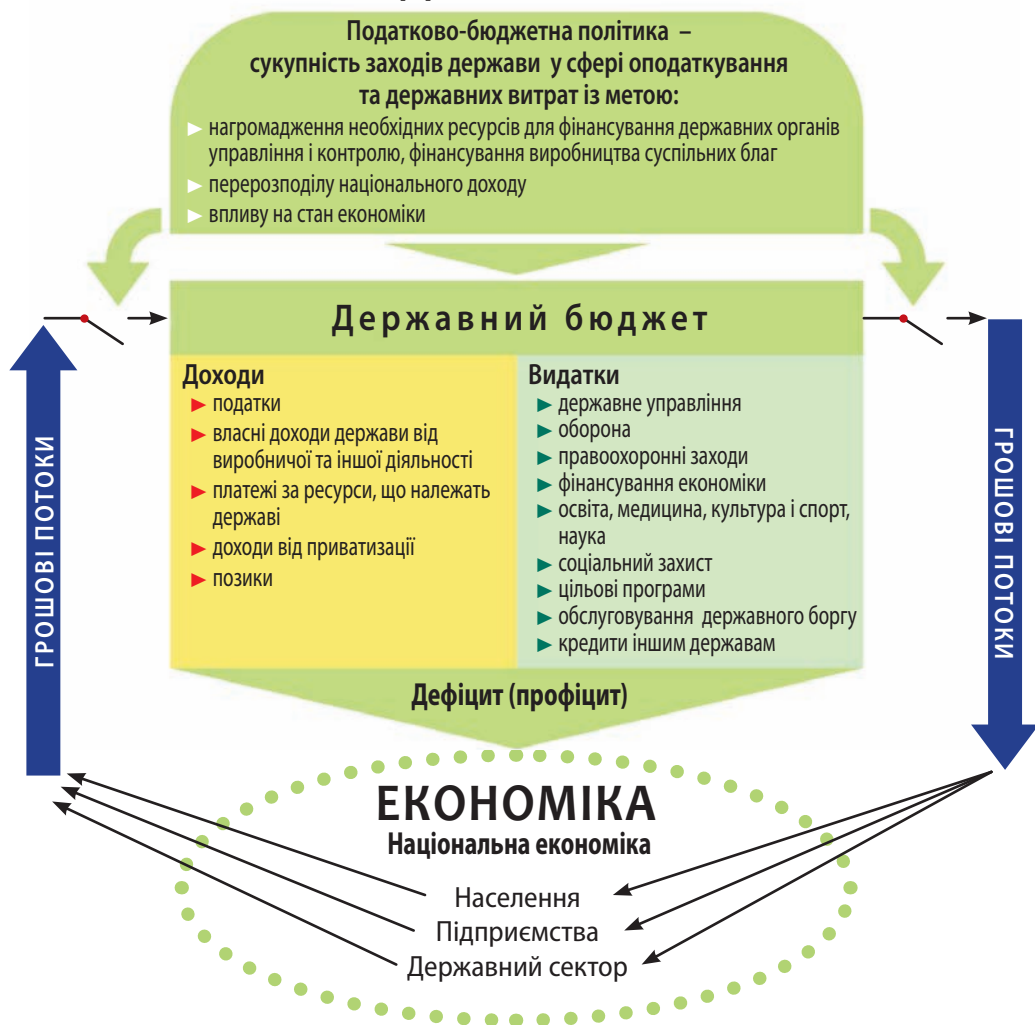 Податково-бюджетна політика –
сукупність заходів держави у сфері оподаткування
та державних витрат із метою:
нагромадження необхідних ресурсів для фінансування державних органів
управління і контролю, фінансування виробництва суспільних благ
перерозподілу національного доходу
впливу на стан економіки
Державний бюджет
Доходи
податки
власні доходи держави від
виробничої та іншої діяльності
платежі за ресурси, що належать
державі
доходи від приватизації
позики
Видатки
державне управління
оборона
правоохоронні заходи
фінансування економіки
освіта, медицина, культура і спорт,
наука
соціальний захист
цільові програми
обслуговування державного боргу
кредити іншим державам
ГРОШОВІ ПОТОКИ
ГРОШОВІ ПОТОКИ
Дефіцит (профіцит)
ЕКОНОМІКА
Національна економіка
Населення
Підприємства
Державний сектор